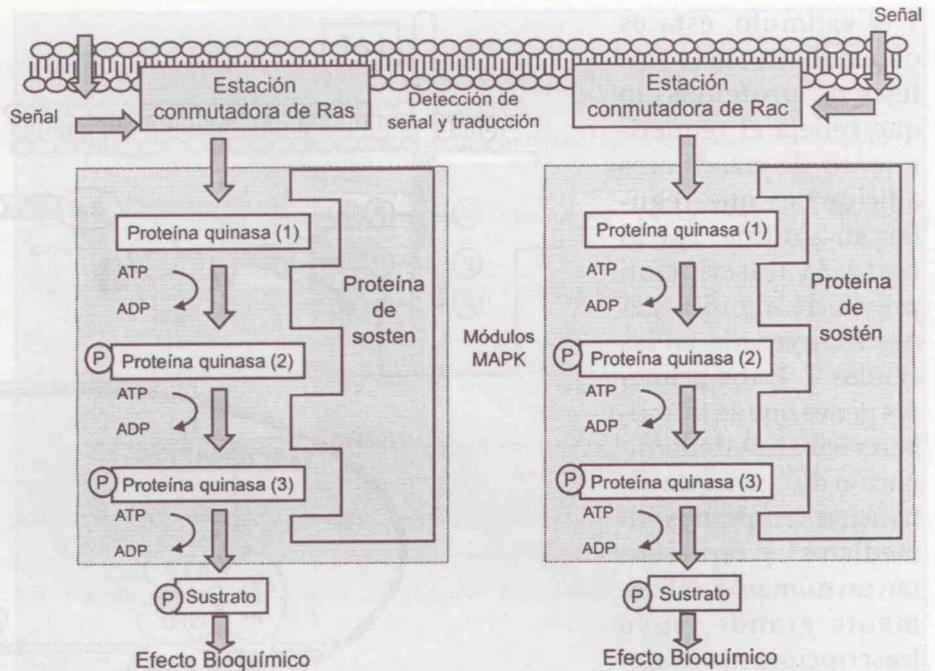 Señal
Señal
Estación
conmutadora de Ras
Detección de
señal y traducción
Estación
conmutadora de Rac
Proteína quinasa (1)
ATP
ADP
Proteína
de
sosten
P
Proteína quinasa (2)
ATP
ADP
P
Proteína quinasa (3)
ATP
ADP
P
Sustrato
Efecto Bioquímico
Módulos
MAPK
Proteína quinasa (1)
ATP
ADP
Proteína
de
sostén
P
Proteína quinasa (2)
ATP
ADP
P
Proteína quinasa (3)
ATP
ADP
P
Sustrato
Efecto Bioquímico